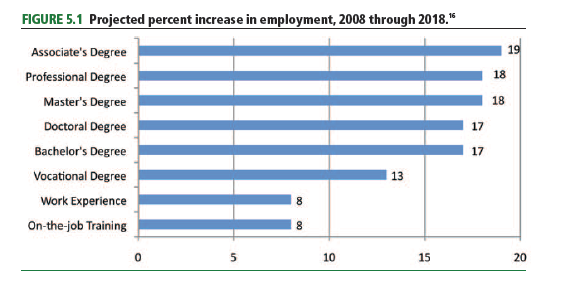 FIGURE 5.1 Projected percent increase in employment, 2008 through 2018.16
Associate's Degree 19
Professional Degree 18
Master's Degree 18
Doctoral Degree 17
Bachelor's Degree 17
Vocational Degree 13
Work Experience 8
On-the-job Training 8
0 5 10 15 20